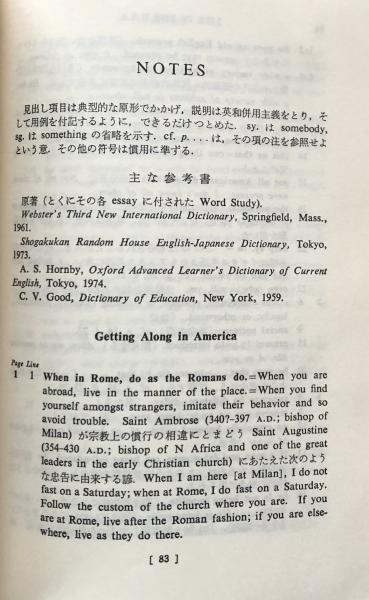 NOTES
見出し項目は典型的な原形でかかげ，説明は英和併用主義をとり，そ
して用例を付記するように，できるだけつとめた．sy. は somebody,
sg. は something の省略を示す．cf. p. . . . は，その項の注を参照せよ
という意．その他の符号は慣用に準ずる．
主な参考書
原著 (とくにその各 essay に付された Word Study).
Webster's Third New International Dictionary, Springfield, Mass.,
1961.
Shogakukan Random House English-Japanese Dictionary, Tokyo,
1973.
A. S. Hornby, Oxford Advanced Learner's Dictionary of Current
English, Tokyo, 1974.
C. V. Good, Dictionary of Education, New York, 1959.
Getting Along in America
Page Line
1 1 When in Rome, do as the Romans do.=When you are
abroad, live in the manner of the place.=When you find
yourself amongst strangers, imitate their behavior and so
avoid trouble. Saint Ambrose (340?-397 A.D.; bishop of
Milan) が宗教上の慣行の相違にとまどう Saint Augustine
(354-430 A.D.; bishop of N Africa and one of the great
leaders in the early Christian church) にあたえた次のよう
な忠告に由来する諺. When I am here [at Milan], I do not
fast on a Saturday; when at Rome, I do fast on a Saturday.
Follow the custom of the church where you are. If you
are at Rome, live after the Roman fashion; if you are else-
where, live as they do there.
[ 83 ]